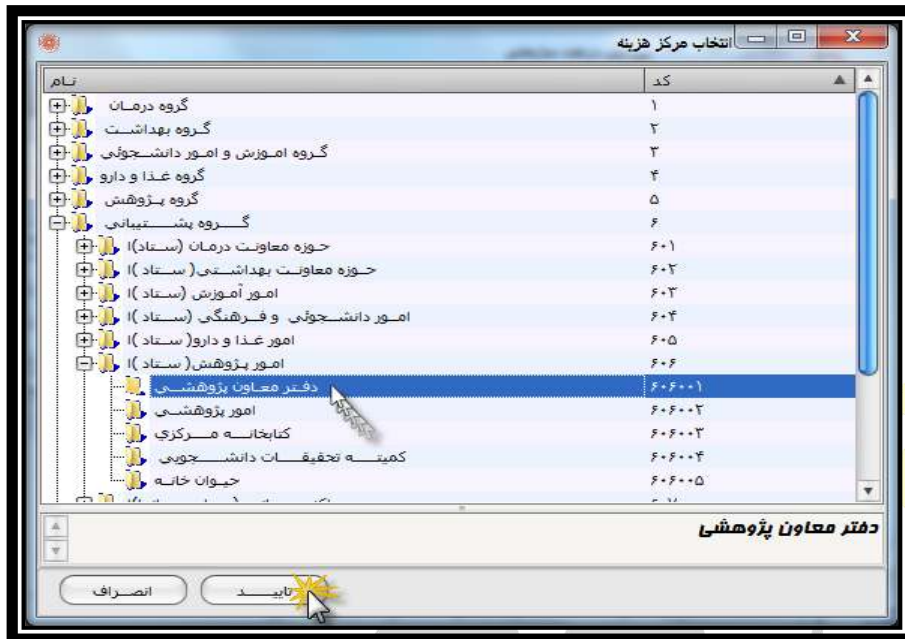 انتخاب مرکز هزینه
نام کد
گروه درمان ۱
گروه بهداشت ۲
گروه اموزش و امور دانشجوئی ۳
گروه غذا و دارو ۴
گروه پژوهش ۵
گروه پشتیبانی ۶
حوزه معاونت درمان (ستاد)ا ۶۰۱
حوزه معاونت بهداشتی( ستاد )ا ۶۰۲
امور آموزش (ستاد )ا ۶۰۳
امور دانشجوئی و فرهنگی (ستاد )ا ۶۰۴
امور غذا و دارو( ستاد )ا ۶۰۵
امور پژوهش( ستاد )ا ۶۰۶
دفتر معاون پژوهشی ۶۰۶۰۰۱
امور پژوهشی ۶۰۶۰۰۲
کتابخانه مرکزي ۶۰۶۰۰۳
کمیته تحقیقات دانشجویی ۶۰۶۰۰۴
حیوان خانه ۶۰۶۰۰۵
دفتر معاون پژوهشی
تایید انصراف